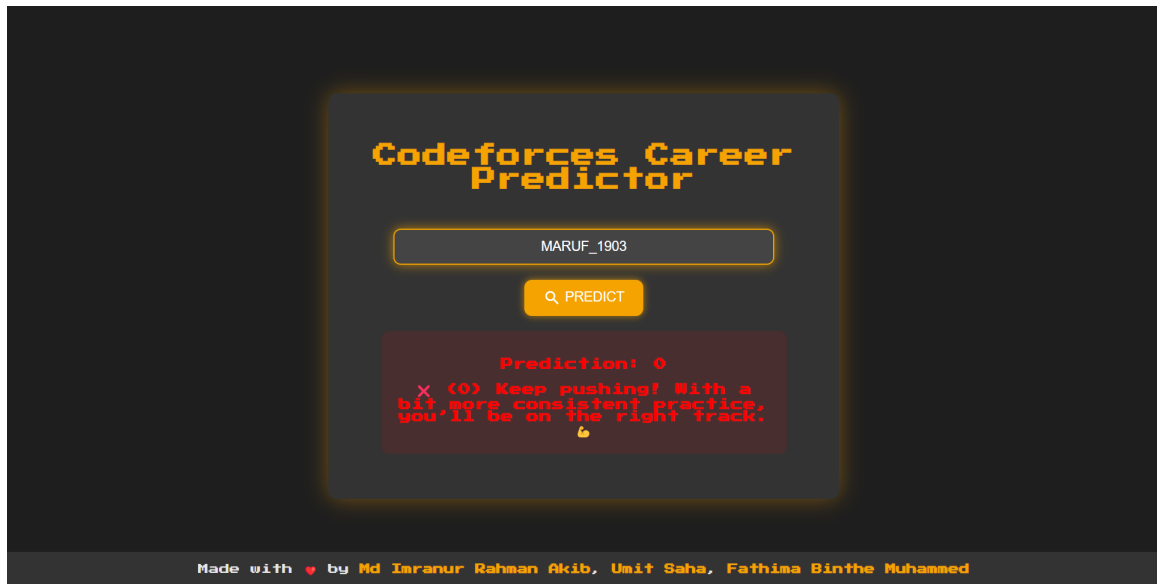 Codeforces Career
Predictor
MARUF_1903
PREDICT
Prediction: 0
❌ (0) Keep pushing! With a
bit more consistent practice,
you'll be on the right track.
💪
Made with ❤️ by Md Imranur Rahman Akib, Umit Saha, Fathima Binthe Muhammed